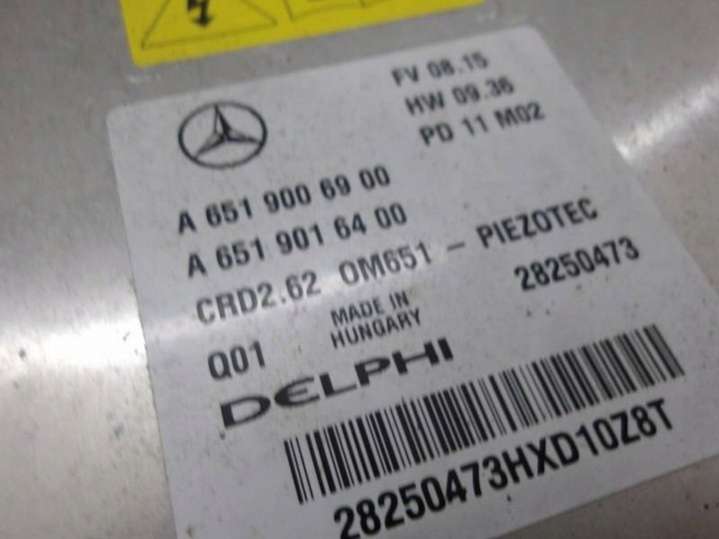 FV 08.15
HW 09.36
PD 11 M02
A 651 900 69 00
A 651 901 64 00
CRD2.62 OM651 - PIEZOTEC
28250473
Q01
MADE IN
HUNGARY
DELPHI
28250473HXD10Z8T